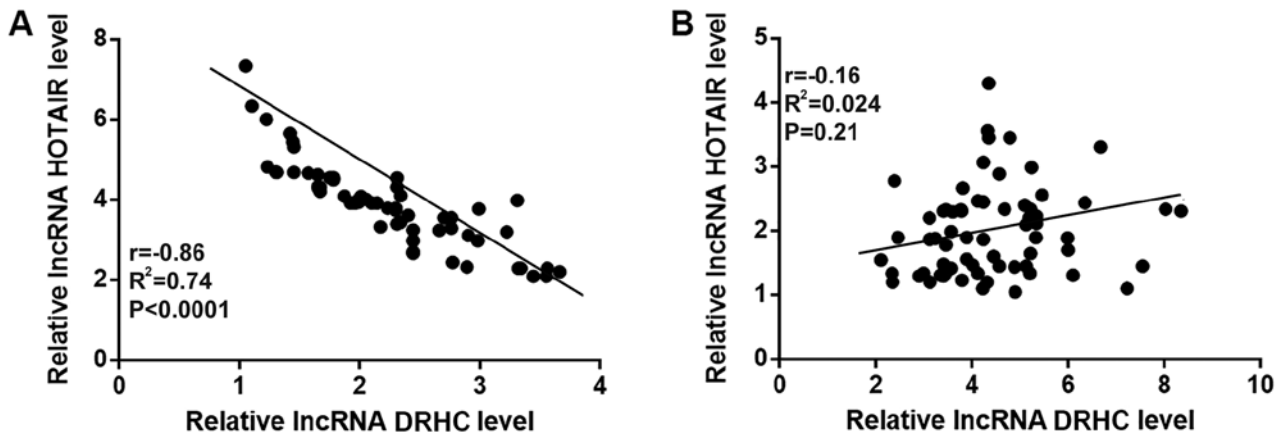 A
Relative lncRNA HOTAIR level
8
6
4
2
0
r=-0.86
R²=0.74
P<0.0001
0 1 2 3 4
Relative lncRNA DRHC level
B
Relative lncRNA HOTAIR level
5
4
3
2
1
0
r=-0.16
R²=0.024
P=0.21
0 2 4 6 8 10
Relative lncRNA DRHC level